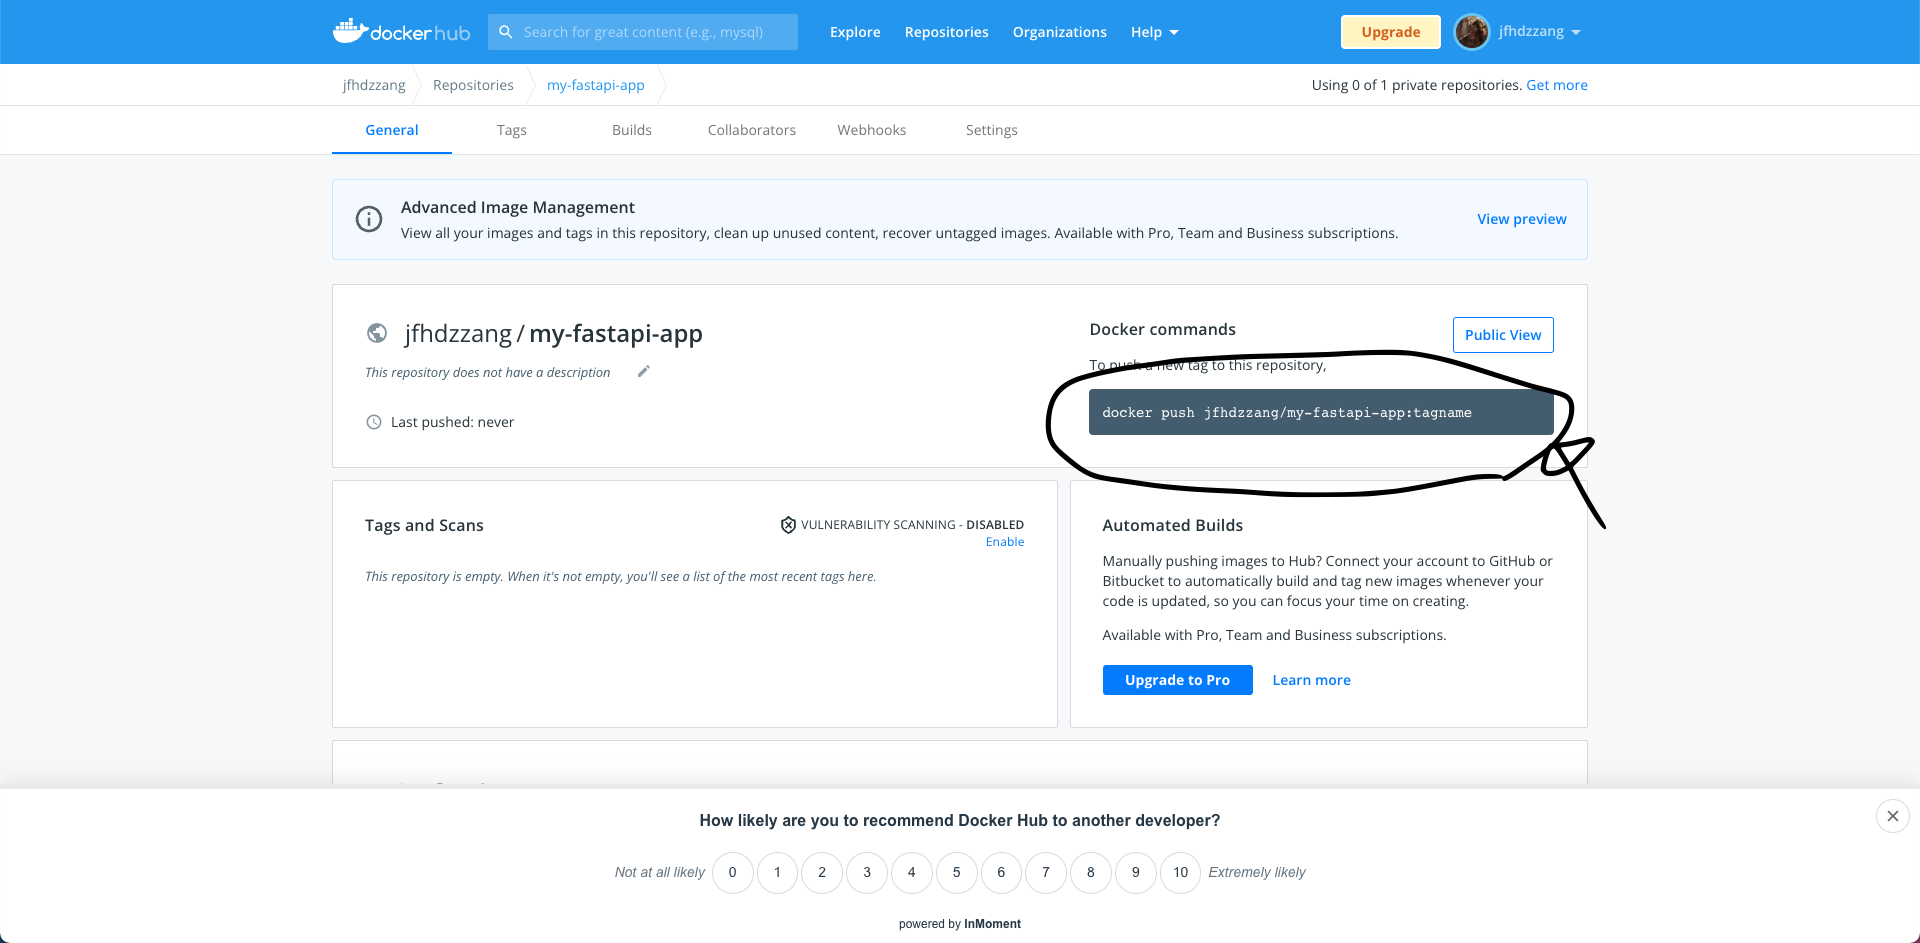 docker hub
Search for great content (e.g., mysql)
Explore
Repositories
Organizations
Help
Upgrade
jfhdzzang
jfhdzzang
Repositories
my-fastapi-app
Using 0 of 1 private repositories. Get more
General
Tags
Builds
Collaborators
Webhooks
Settings
Advanced Image Management
View all your images and tags in this repository, clean up unused content, recover untagged images. Available with Pro, Team and Business subscriptions.
View preview
jfhdzzang / my-fastapi-app
This repository does not have a description
Last pushed: never
Docker commands
Public View
To push a new tag to this repository,
docker push jfhdzzang/my-fastapi-app:tagname
Tags and Scans
VULNERABILITY SCANNING - DISABLED
Enable
This repository is empty. When it's not empty, you'll see a list of the most recent tags here.
Automated Builds
Manually pushing images to Hub? Connect your account to GitHub or
Bitbucket to automatically build and tag new images whenever your
code is updated, so you can focus your time on creating.
Available with Pro, Team and Business subscriptions.
Upgrade to Pro
Learn more
How likely are you to recommend Docker Hub to another developer?
Not at all likely 0 1 2 3 4 5 6 7 8 9 10 Extremely likely
powered by InMoment